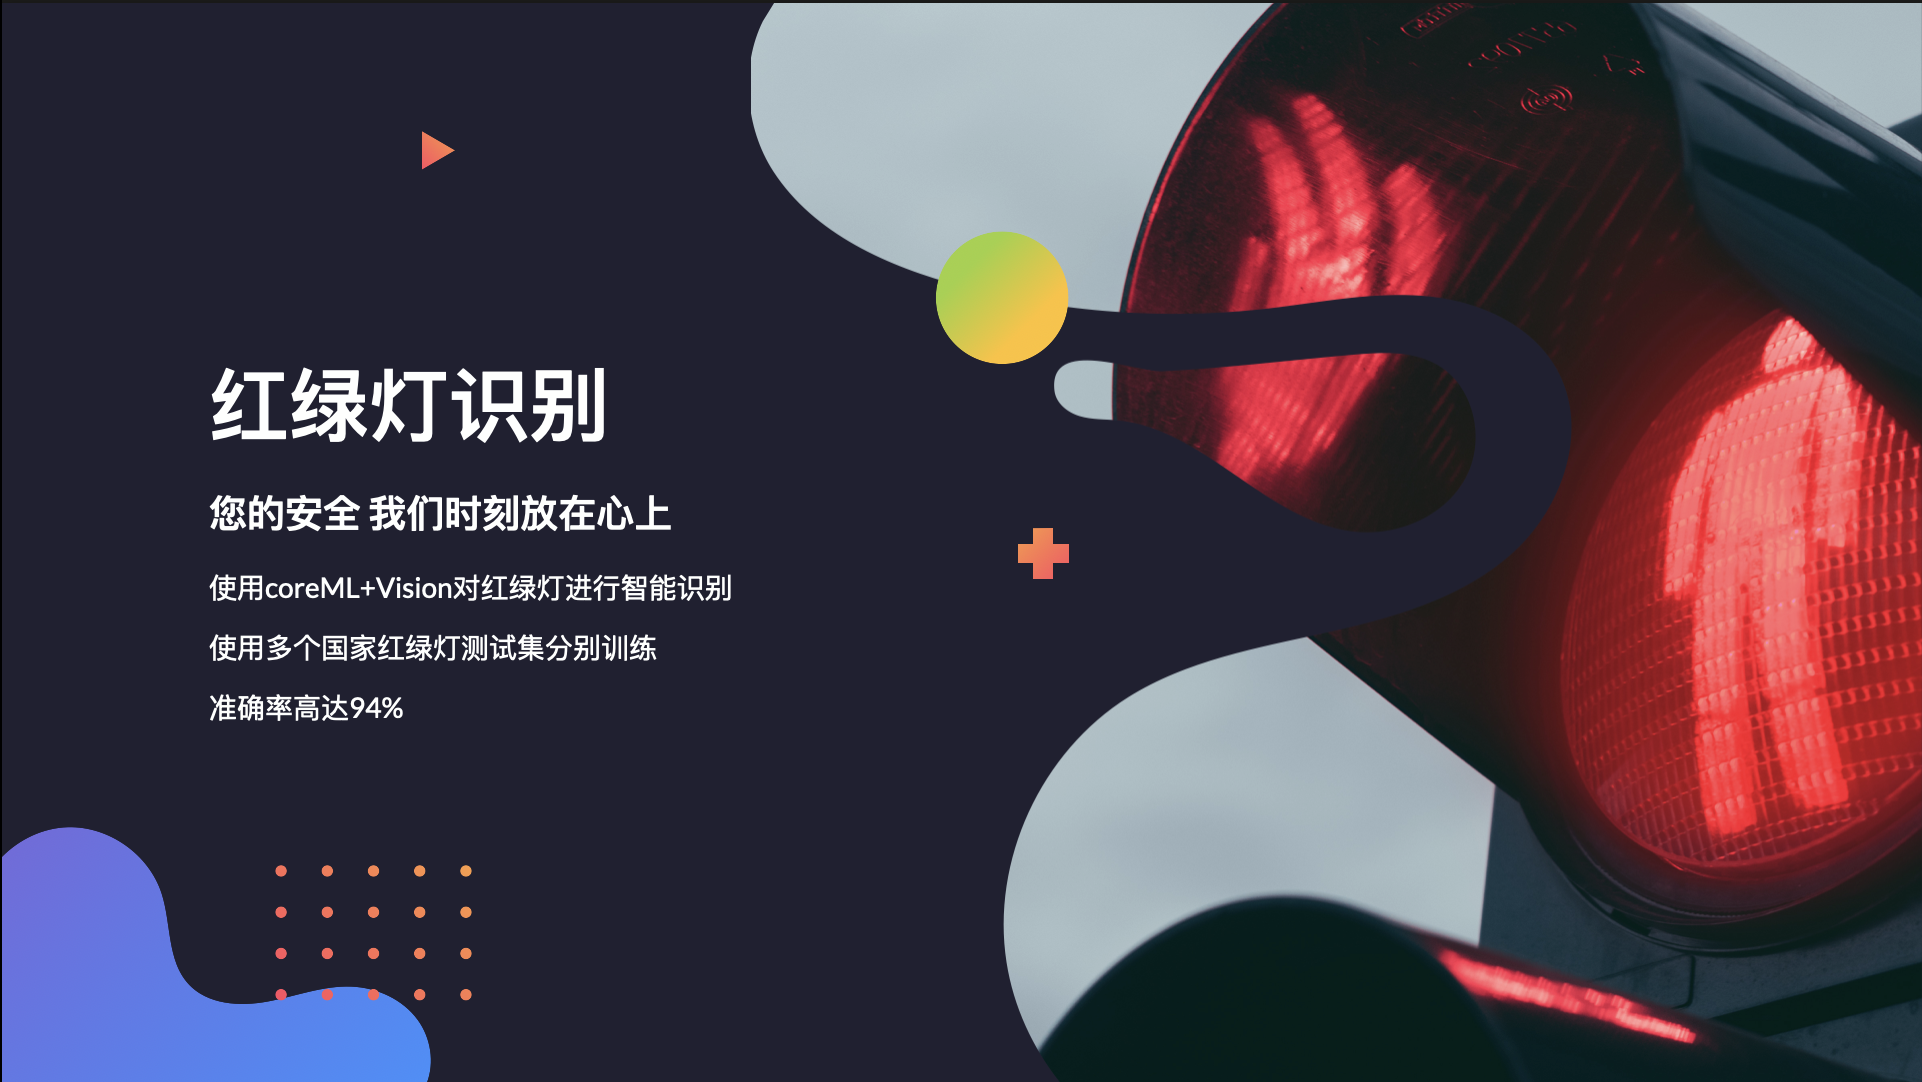 红绿灯识别
您的安全 我们时刻放在心上
使用coreML+Vision对红绿灯进行智能识别
使用多个国家红绿灯测试集分别训练
准确率高达94%